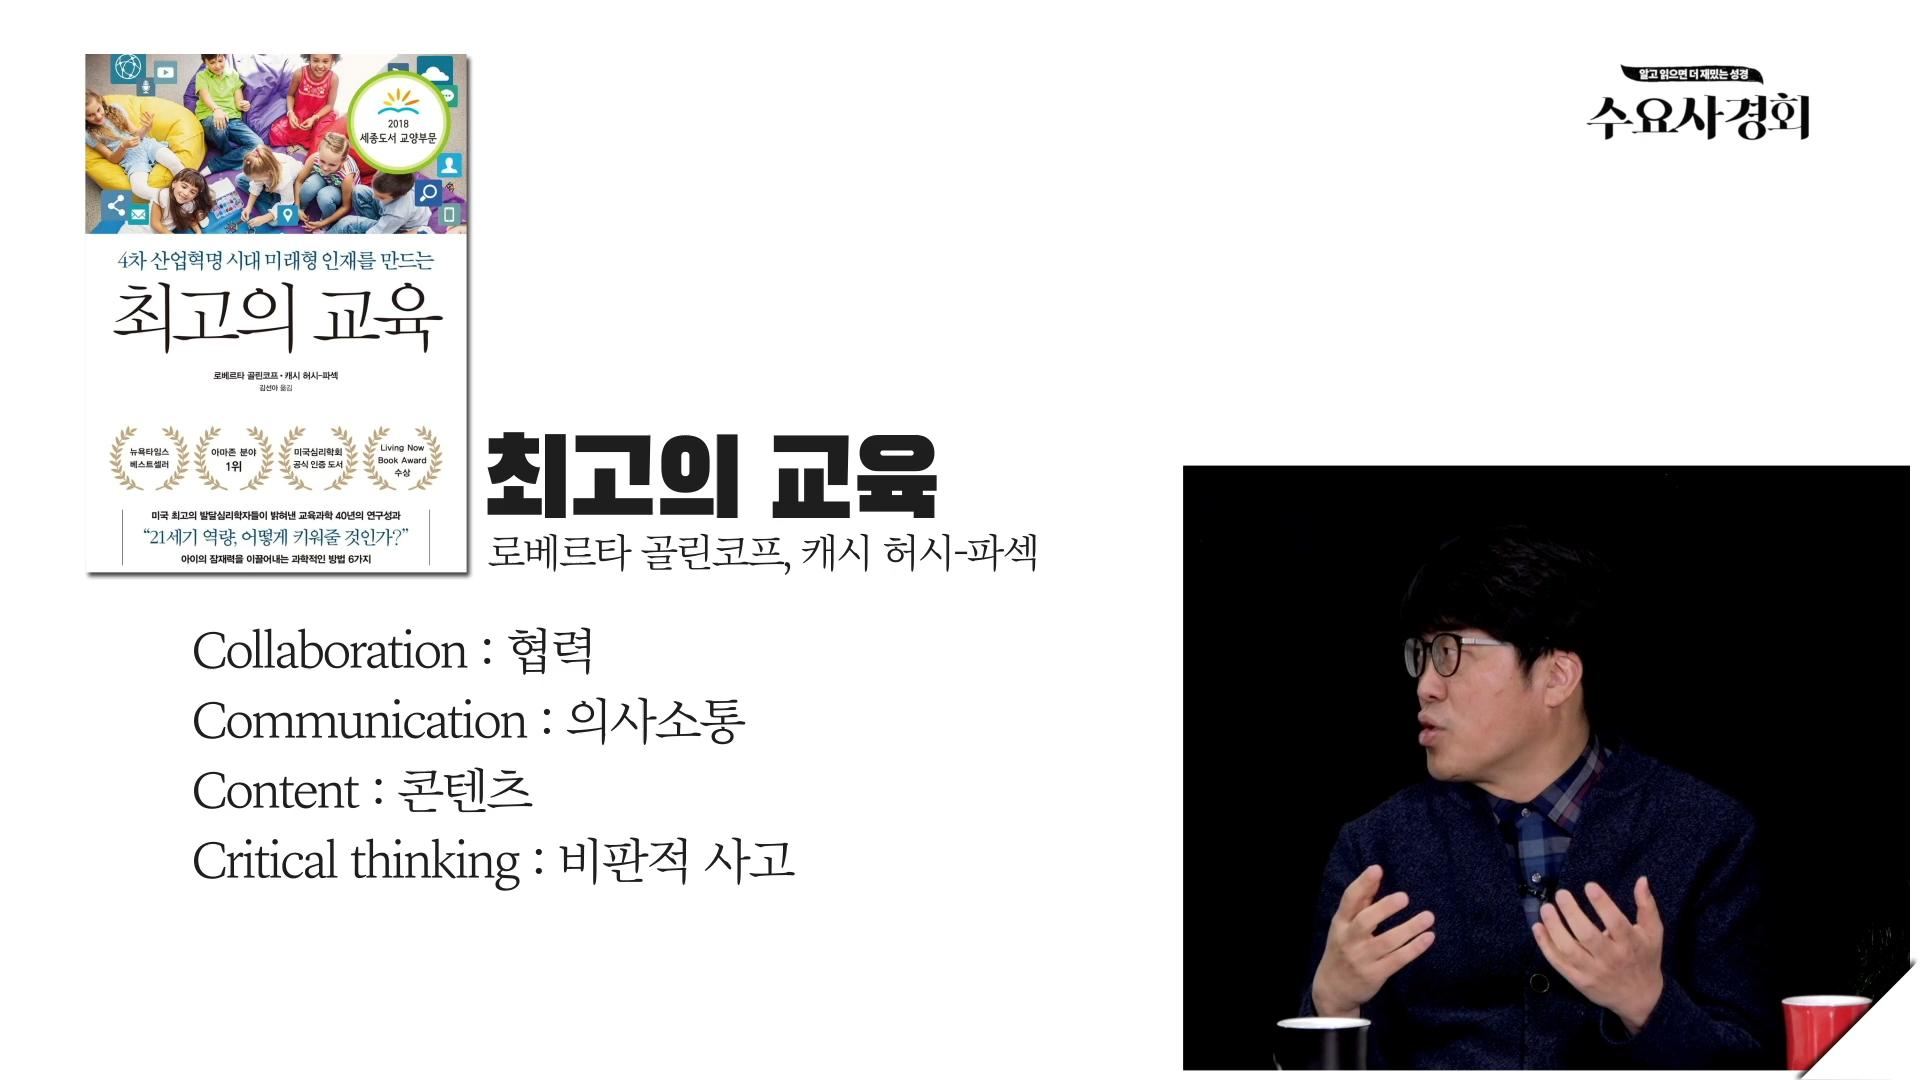 2018
세종도서 교양부문
4차 산업혁명 시대 미래형 인재를 만드는
최고의 교육
로베르타 골린코프 • 캐시 허시-파섹
김선아 옮김
뉴욕타임스
베스트셀러
아마존 분야
1위
미국심리학회
공식 인증 도서
Living Now
Book Award
수상
미국 최고의 발달심리학자들이 밝혀낸 교육과학 40년의 연구성과
“21세기 역량, 어떻게 키워줄 것인가?”
아이의 잠재력을 이끌어내는 과학적인 방법 6가지
알고 읽으면 더 재밌는 성경
수요사경회
최고의 교육
로베르타 골린코프, 캐시 허시-파섹
Collaboration : 협력
Communication : 의사소통
Content : 콘텐츠
Critical thinking : 비판적 사고